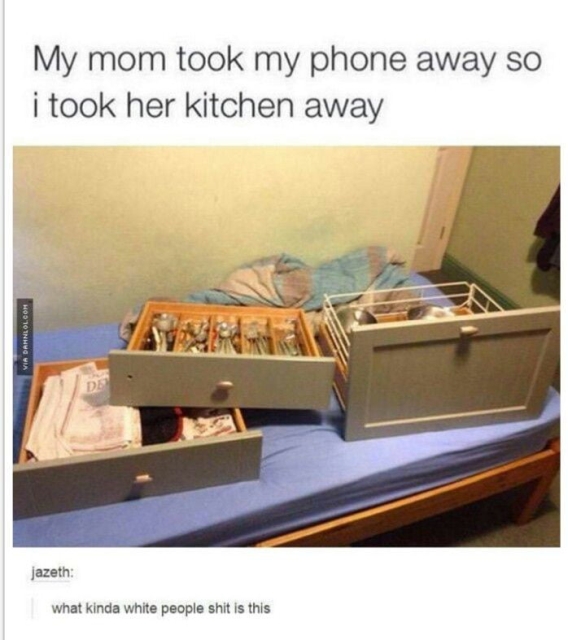 My mom took my phone away so
i took her kitchen away
VIA DAMNLOL.COM
DE
jazeth:
what kinda white people shit is this